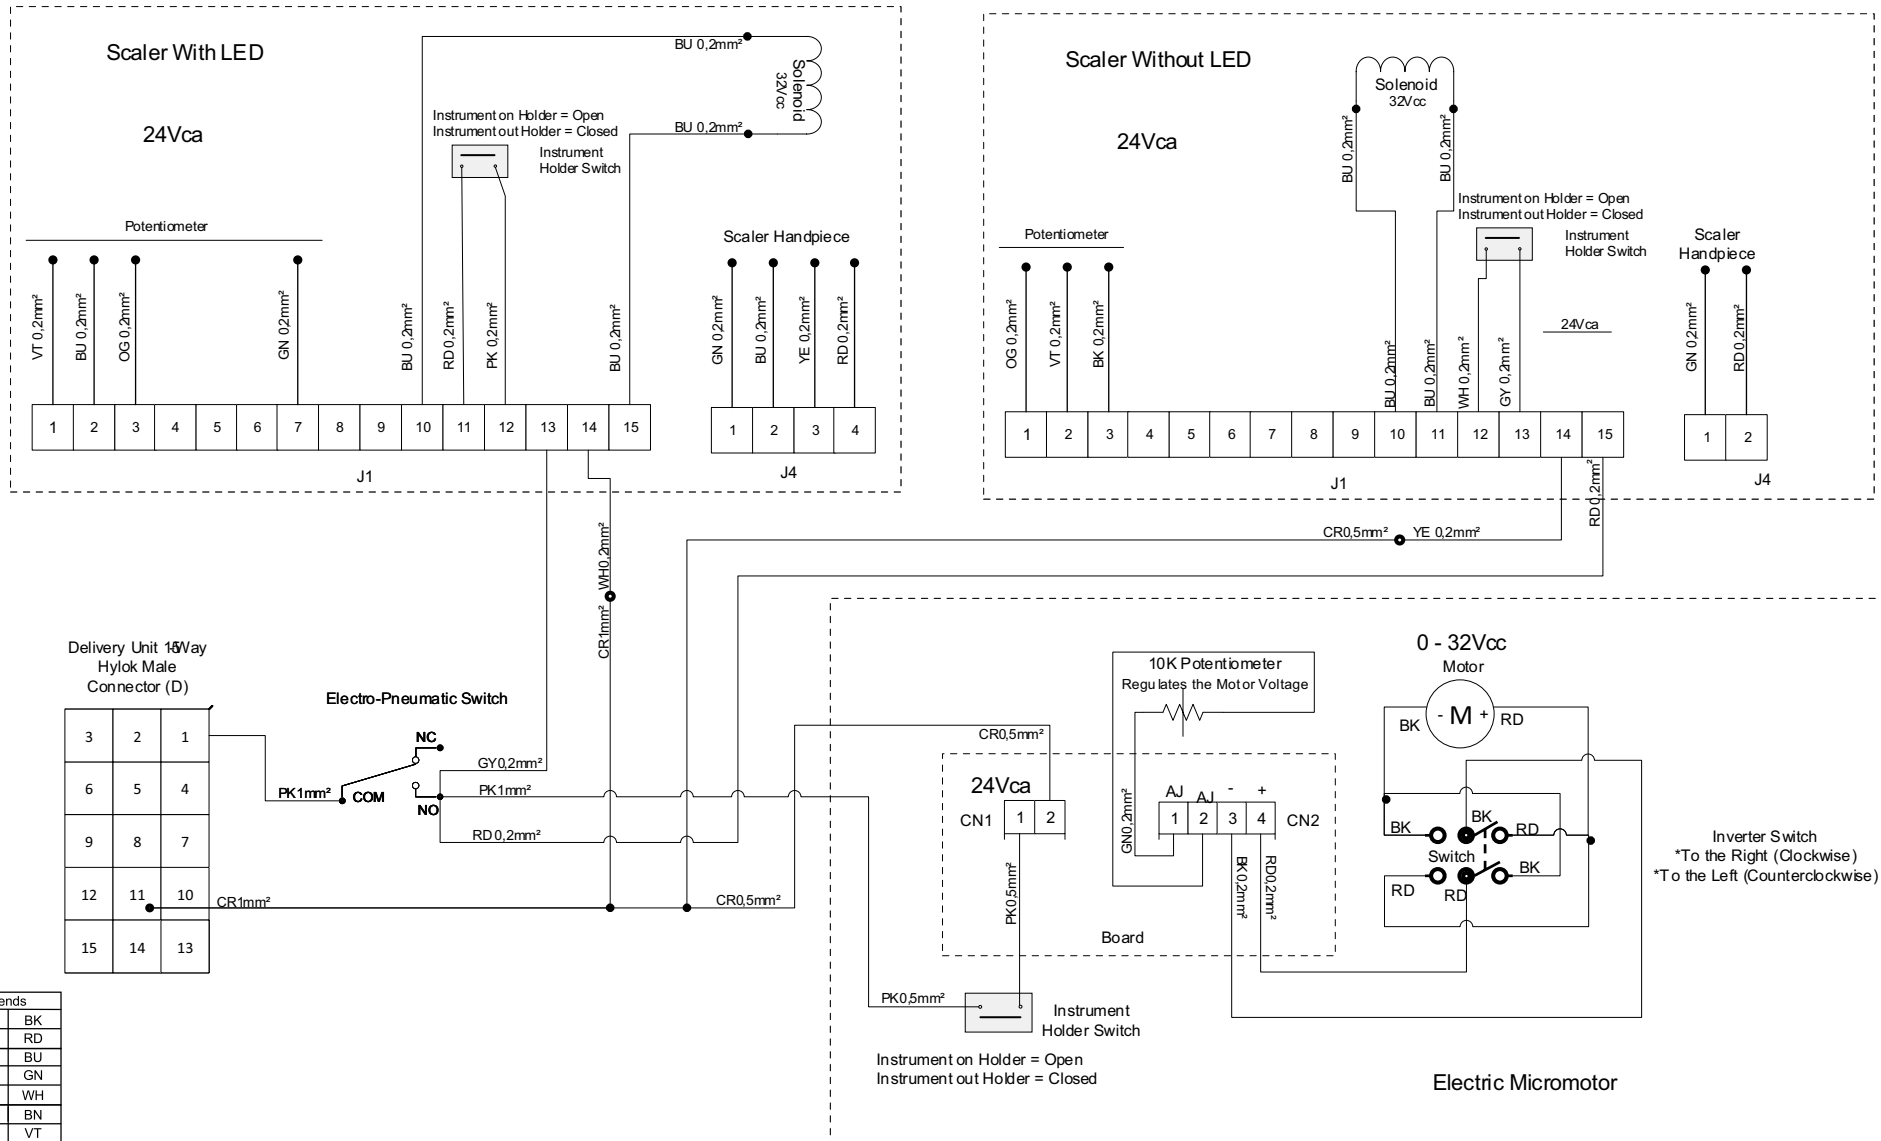 Scaler With LED
24Vca
BU 0,2mm²
Solenoid
32Vcc
BU 0,2mm²
Instrument on Holder = Open
Instrument out Holder = Closed
Instrument
Holder Switch
Potentiometer
VT 0,2mm²
BU 0,2mm²
OG 0,2mm²
GN 0,2mm²
BU 0,2mm²
RD 0,2mm²
PK 0,2mm²
BU 0,2mm²
Scaler Handpiece
GN 0,2mm²
BU 0,2mm²
YE 0,2mm²
RD 0,2mm²
1 2 3 4 5 6 7 8 9 10 11 12 13 14 15
J1
1 2 3 4
J4
Scaler Without LED
24Vca
Solenoid
32Vcc
BU 0,2mm²
BU 0,2mm²
Instrument on Holder = Open
Instrument out Holder = Closed
Instrument
Holder Switch
Potentiometer
OG 0,2mm²
VT 0,2mm²
BK 0,2mm²
BU 0,2mm²
BU 0,2mm²
WH 0,2mm²
GY 0,2mm²
24Vca
Scaler
Handpiece
GN 0,2mm²
RD 0,2mm²
1 2 3 4 5 6 7 8 9 10 11 12 13 14 15
J1
1 2
J4
RD 0,2mm²
CR0,5mm² YE 0,2mm²
WH0,2mm²
CR1mm²
Delivery Unit Way
Hylok Male
Connector (D)
3 2 1
6 5 4
9 8 7
12 11 10
15 14 13
Electro-Pneumatic Switch
NC
COM
NO
PK1mm²
GY0,2mm²
PK1mm²
RD 0,2mm²
CR1mm²
CR0,5mm²
CR0,5mm²
10K Potentiometer
Regulates the Motor Voltage
24Vca
CN1 1 2
GN0,2mm²
AJ AJ - +
1 2 3 4 CN2
PK0,5mm²
BK0,2mm²
RD0,2mm²
Board
PK0,5mm²
Instrument
Holder Switch
Instrument on Holder = Open
Instrument out Holder = Closed
0 - 32Vcc
Motor
BK - M + RD
BK BK RD
Switch
RD RD BK
Inverter Switch
*To the Right (Clockwise)
*To the Left (Counterclockwise)
Electric Micromotor
ends
BK
RD
BU
GN
WH
BN
VT